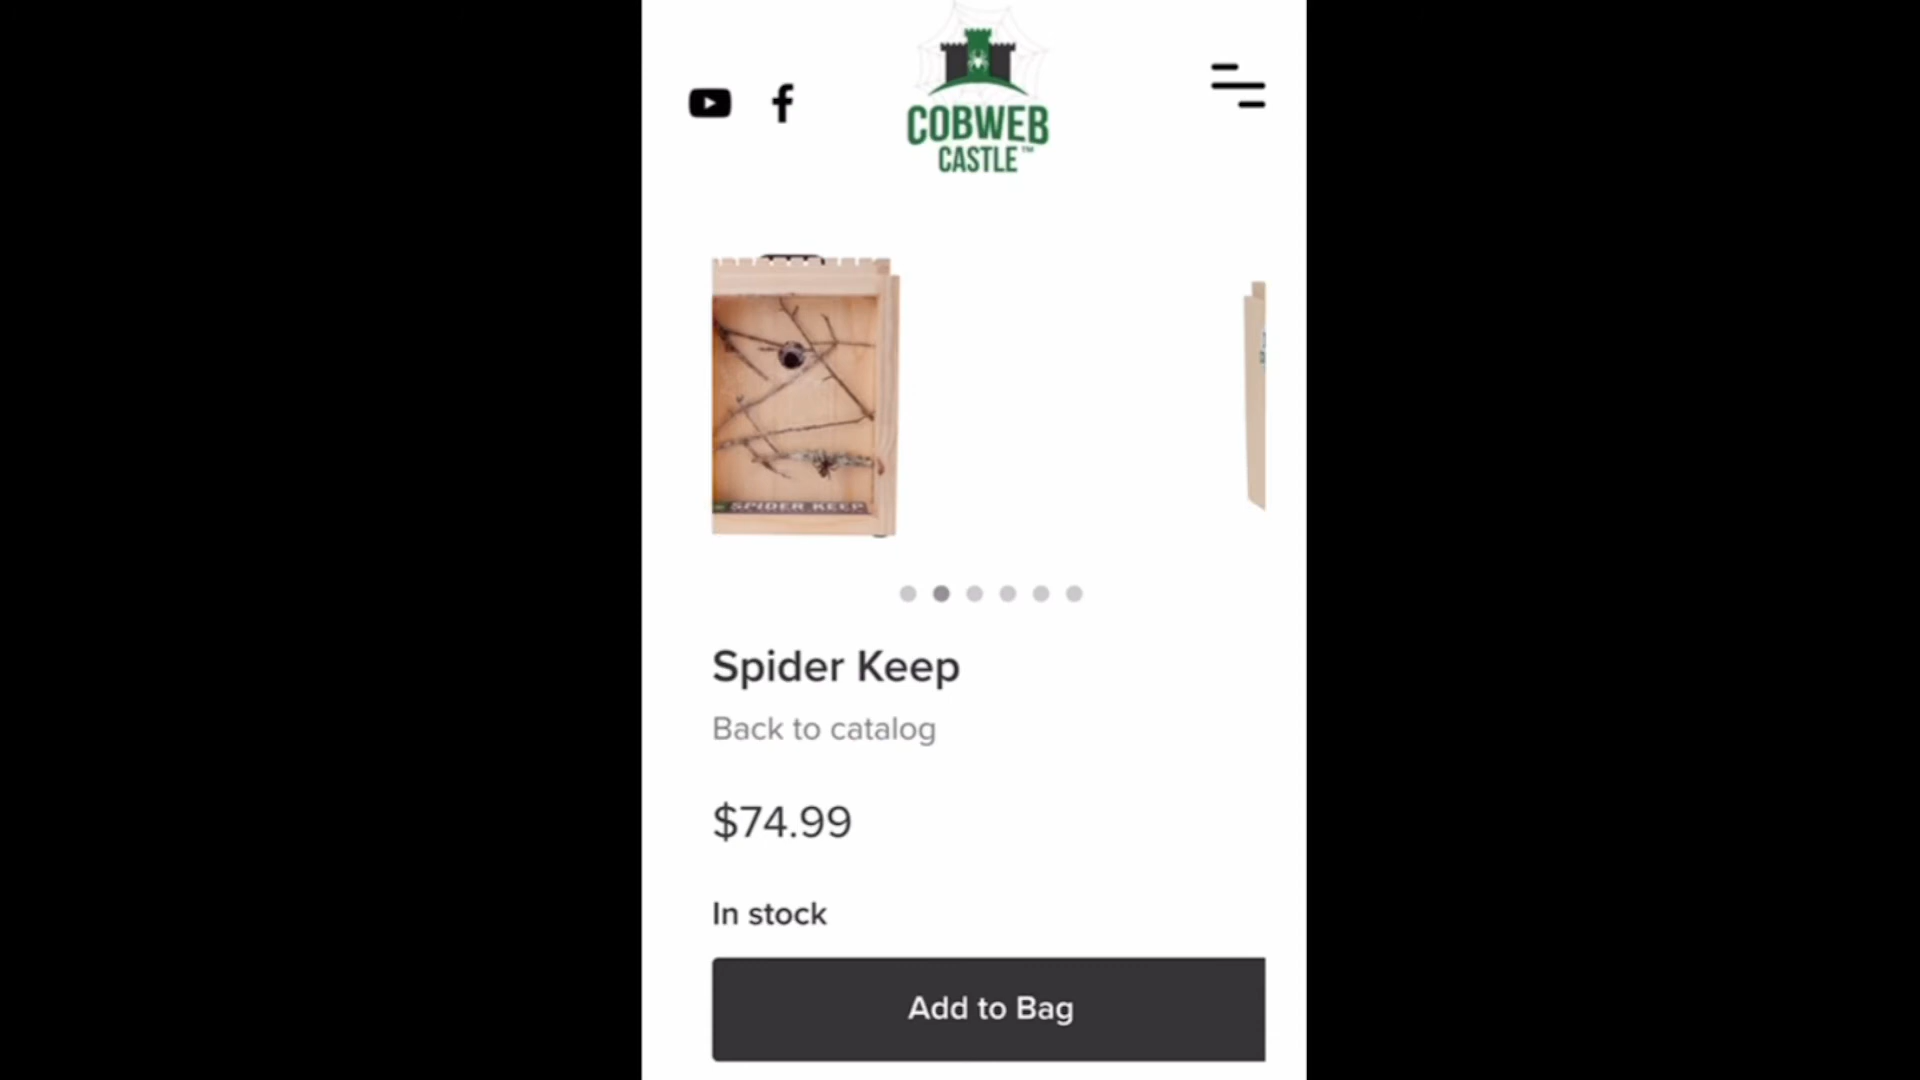 COBWEB
CASTLE™
SPIDER KEEP
Spider Keep
Back to catalog
$74.99
In stock
Add to Bag